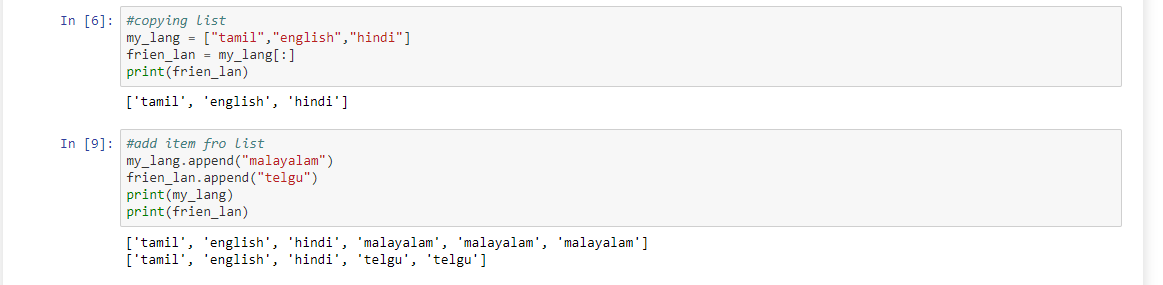 In [6]: #copying list
my_lang = ["tamil","english","hindi"]
frien_lan = my_lang[:]
print(frien_lan)
['tamil', 'english', 'hindi']
In [9]: #add item fro list
my_lang.append("malayalam")
frien_lan.append("telgu")
print(my_lang)
print(frien_lan)
['tamil', 'english', 'hindi', 'malayalam', 'malayalam', 'malayalam']
['tamil', 'english', 'hindi', 'telgu', 'telgu']